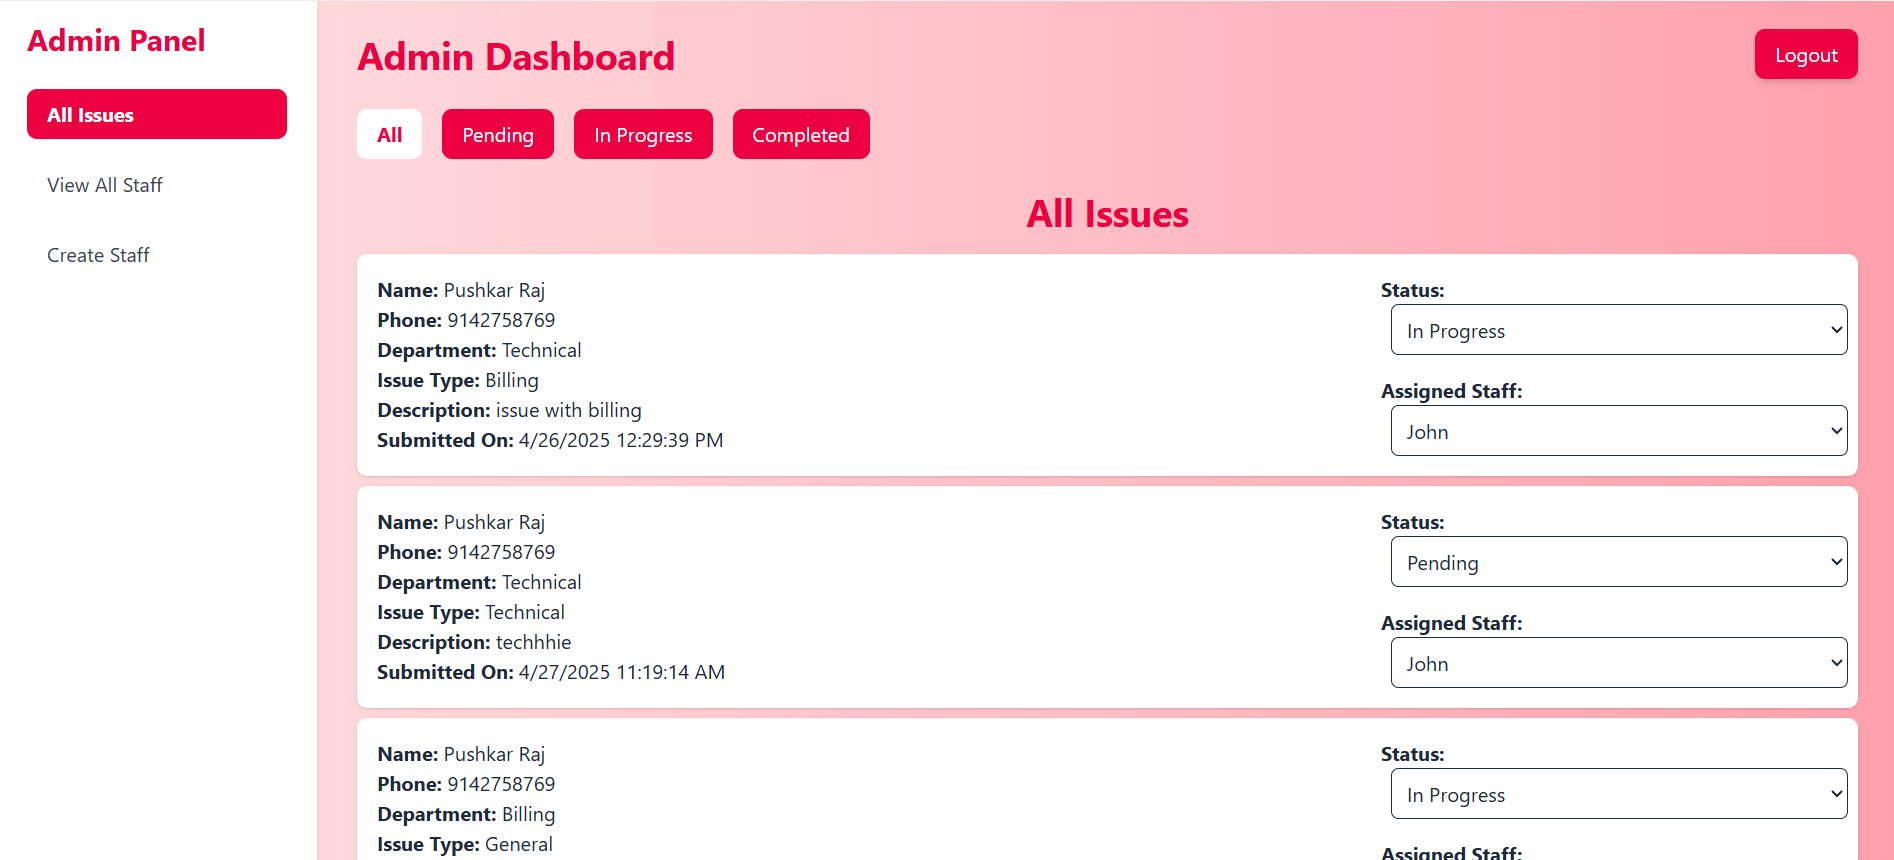 Admin Panel
All Issues
View All Staff
Create Staff
Admin Dashboard
Logout
All
Pending
In Progress
Completed
All Issues
Name: Pushkar Raj
Phone: 9142758769
Department: Technical
Issue Type: Billing
Description: issue with billing
Submitted On: 4/26/2025 12:29:39 PM
Status:
In Progress
Assigned Staff:
John
Name: Pushkar Raj
Phone: 9142758769
Department: Technical
Issue Type: Technical
Description: techhhie
Submitted On: 4/27/2025 11:19:14 AM
Status:
Pending
Assigned Staff:
John
Name: Pushkar Raj
Phone: 9142758769
Department: Billing
Issue Type: General
Status:
In Progress
Assigned Staff: